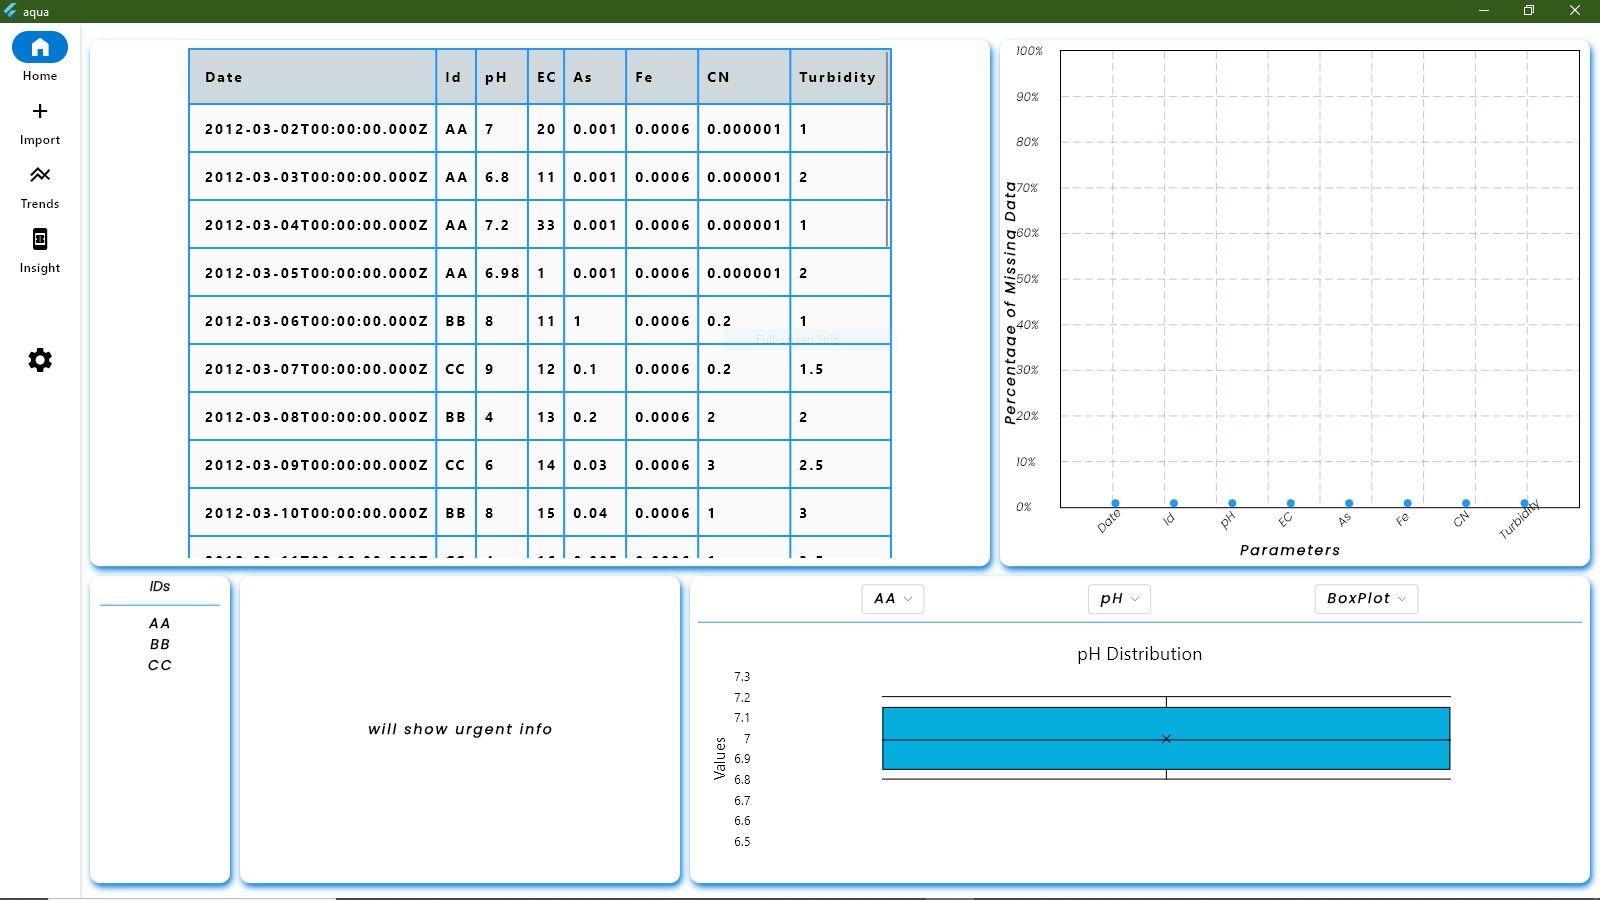 aqua
Home
Import
Trends
Insight
Date Id pH EC As Fe CN Turbidity
2012-03-02T00:00:00.000Z AA 7 20 0.001 0.0006 0.000001 1
2012-03-03T00:00:00.000Z AA 6.8 11 0.001 0.0006 0.000001 2
2012-03-04T00:00:00.000Z AA 7.2 33 0.001 0.0006 0.000001 1
2012-03-05T00:00:00.000Z AA 6.98 1 0.001 0.0006 0.000001 2
2012-03-06T00:00:00.000Z BB 8 11 1 0.0006 0.2 1
Full-screen Snip
2012-03-07T00:00:00.000Z CC 9 12 0.1 0.0006 0.2 1.5
2012-03-08T00:00:00.000Z BB 4 13 0.2 0.0006 2 2
2012-03-09T00:00:00.000Z CC 6 14 0.03 0.0006 3 2.5
2012-03-10T00:00:00.000Z BB 8 15 0.04 0.0006 1 3
100%
90%
80%
70%
60%
50%
40%
30%
20%
10%
0%
Percentage of Missing Data
Date Id pH EC As Fe CN Turbidity
Parameters
IDs
AA
BB
CC
will show urgent info
AA pH BoxPlot
pH Distribution
7.3
7.2
7.1
7
6.9
6.8
6.7
6.6
6.5
Values